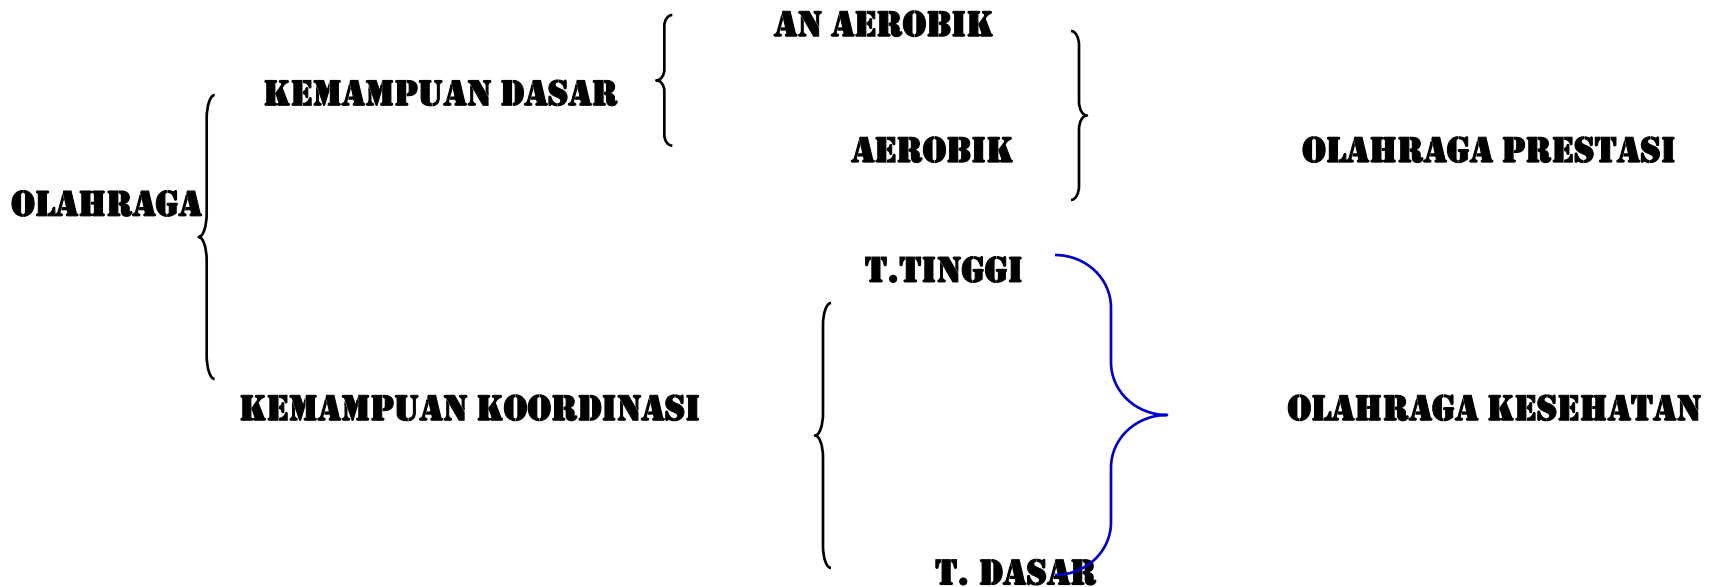 AN AEROBIK
KEMAMPUAN DASAR
AEROBIK
OLAHRAGA PRESTASI
OLAHRAGA
T.TINGGI
KEMAMPUAN KOORDINASI
OLAHRAGA KESEHATAN
T. DASAR